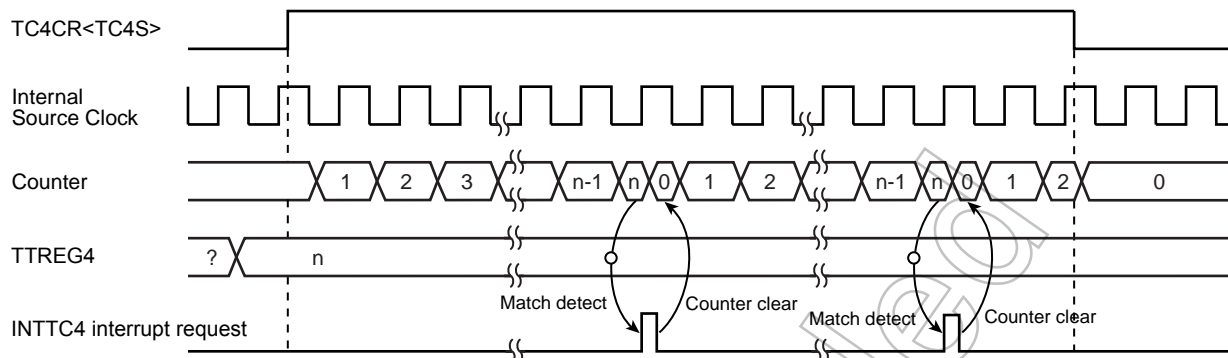 TC4CR<TC4S>
Internal
Source Clock
Counter
1 2 3 n-1 n 0 1 2 n-1 n 0 1 2 0
TTREG4
? n
Match detect Counter clear Match detect Counter clear
INTTC4 interrupt request